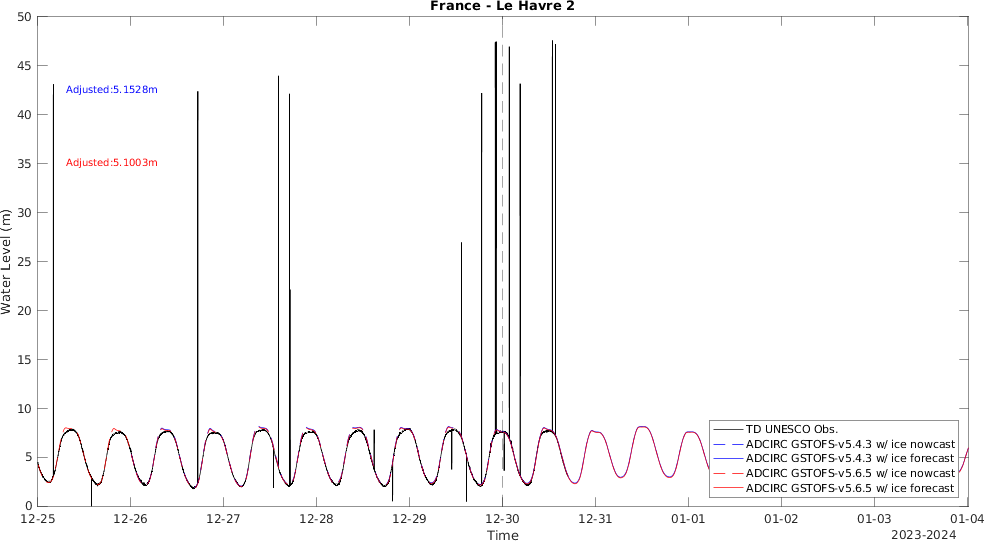 France - Le Havre 2
50
45
40
35
30
25
20
15
10
5
0
Water Level (m)
Adjusted:5.1528m
Adjusted:5.1003m
TD UNESCO Obs.
ADCIRC GSTOFS-v5.4.3 w/ ice nowcast
ADCIRC GSTOFS-v5.4.3 w/ ice forecast
ADCIRC GSTOFS-v5.6.5 w/ ice nowcast
ADCIRC GSTOFS-v5.6.5 w/ ice forecast
12-25 12-26 12-27 12-28 12-29 12-30 12-31 01-01 01-02 01-03 01-04
Time
2023-2024